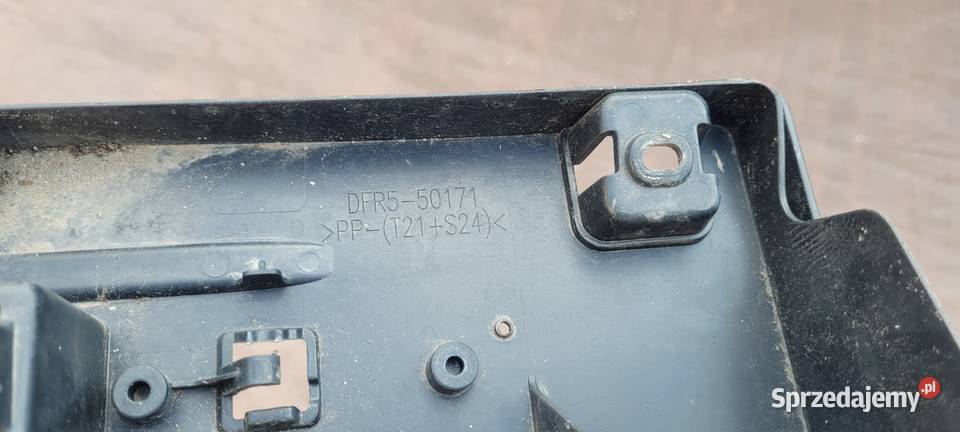 DFR5-50171
>PP-(T21+S24)<
Sprzedajemy.pl